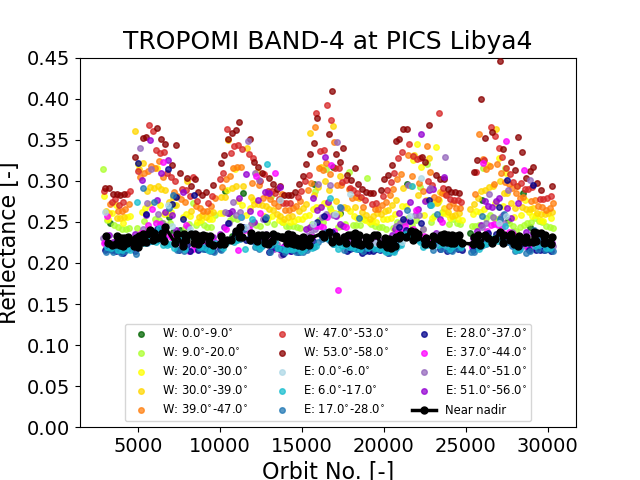 TROPOMI BAND-4 at PICS Libya4
Reflectance [-]
0.45
0.40
0.35
0.30
0.25
0.20
0.15
0.10
0.05
0.00
W: 0.0°-9.0° W: 47.0°-53.0° E: 28.0°-37.0°
W: 9.0°-20.0° W: 53.0°-58.0° E: 37.0°-44.0°
W: 20.0°-30.0° E: 0.0°-6.0° E: 44.0°-51.0°
W: 30.0°-39.0° E: 6.0°-17.0° E: 51.0°-56.0°
W: 39.0°-47.0° E: 17.0°-28.0° Near nadir
5000 10000 15000 20000 25000 30000
Orbit No. [-]